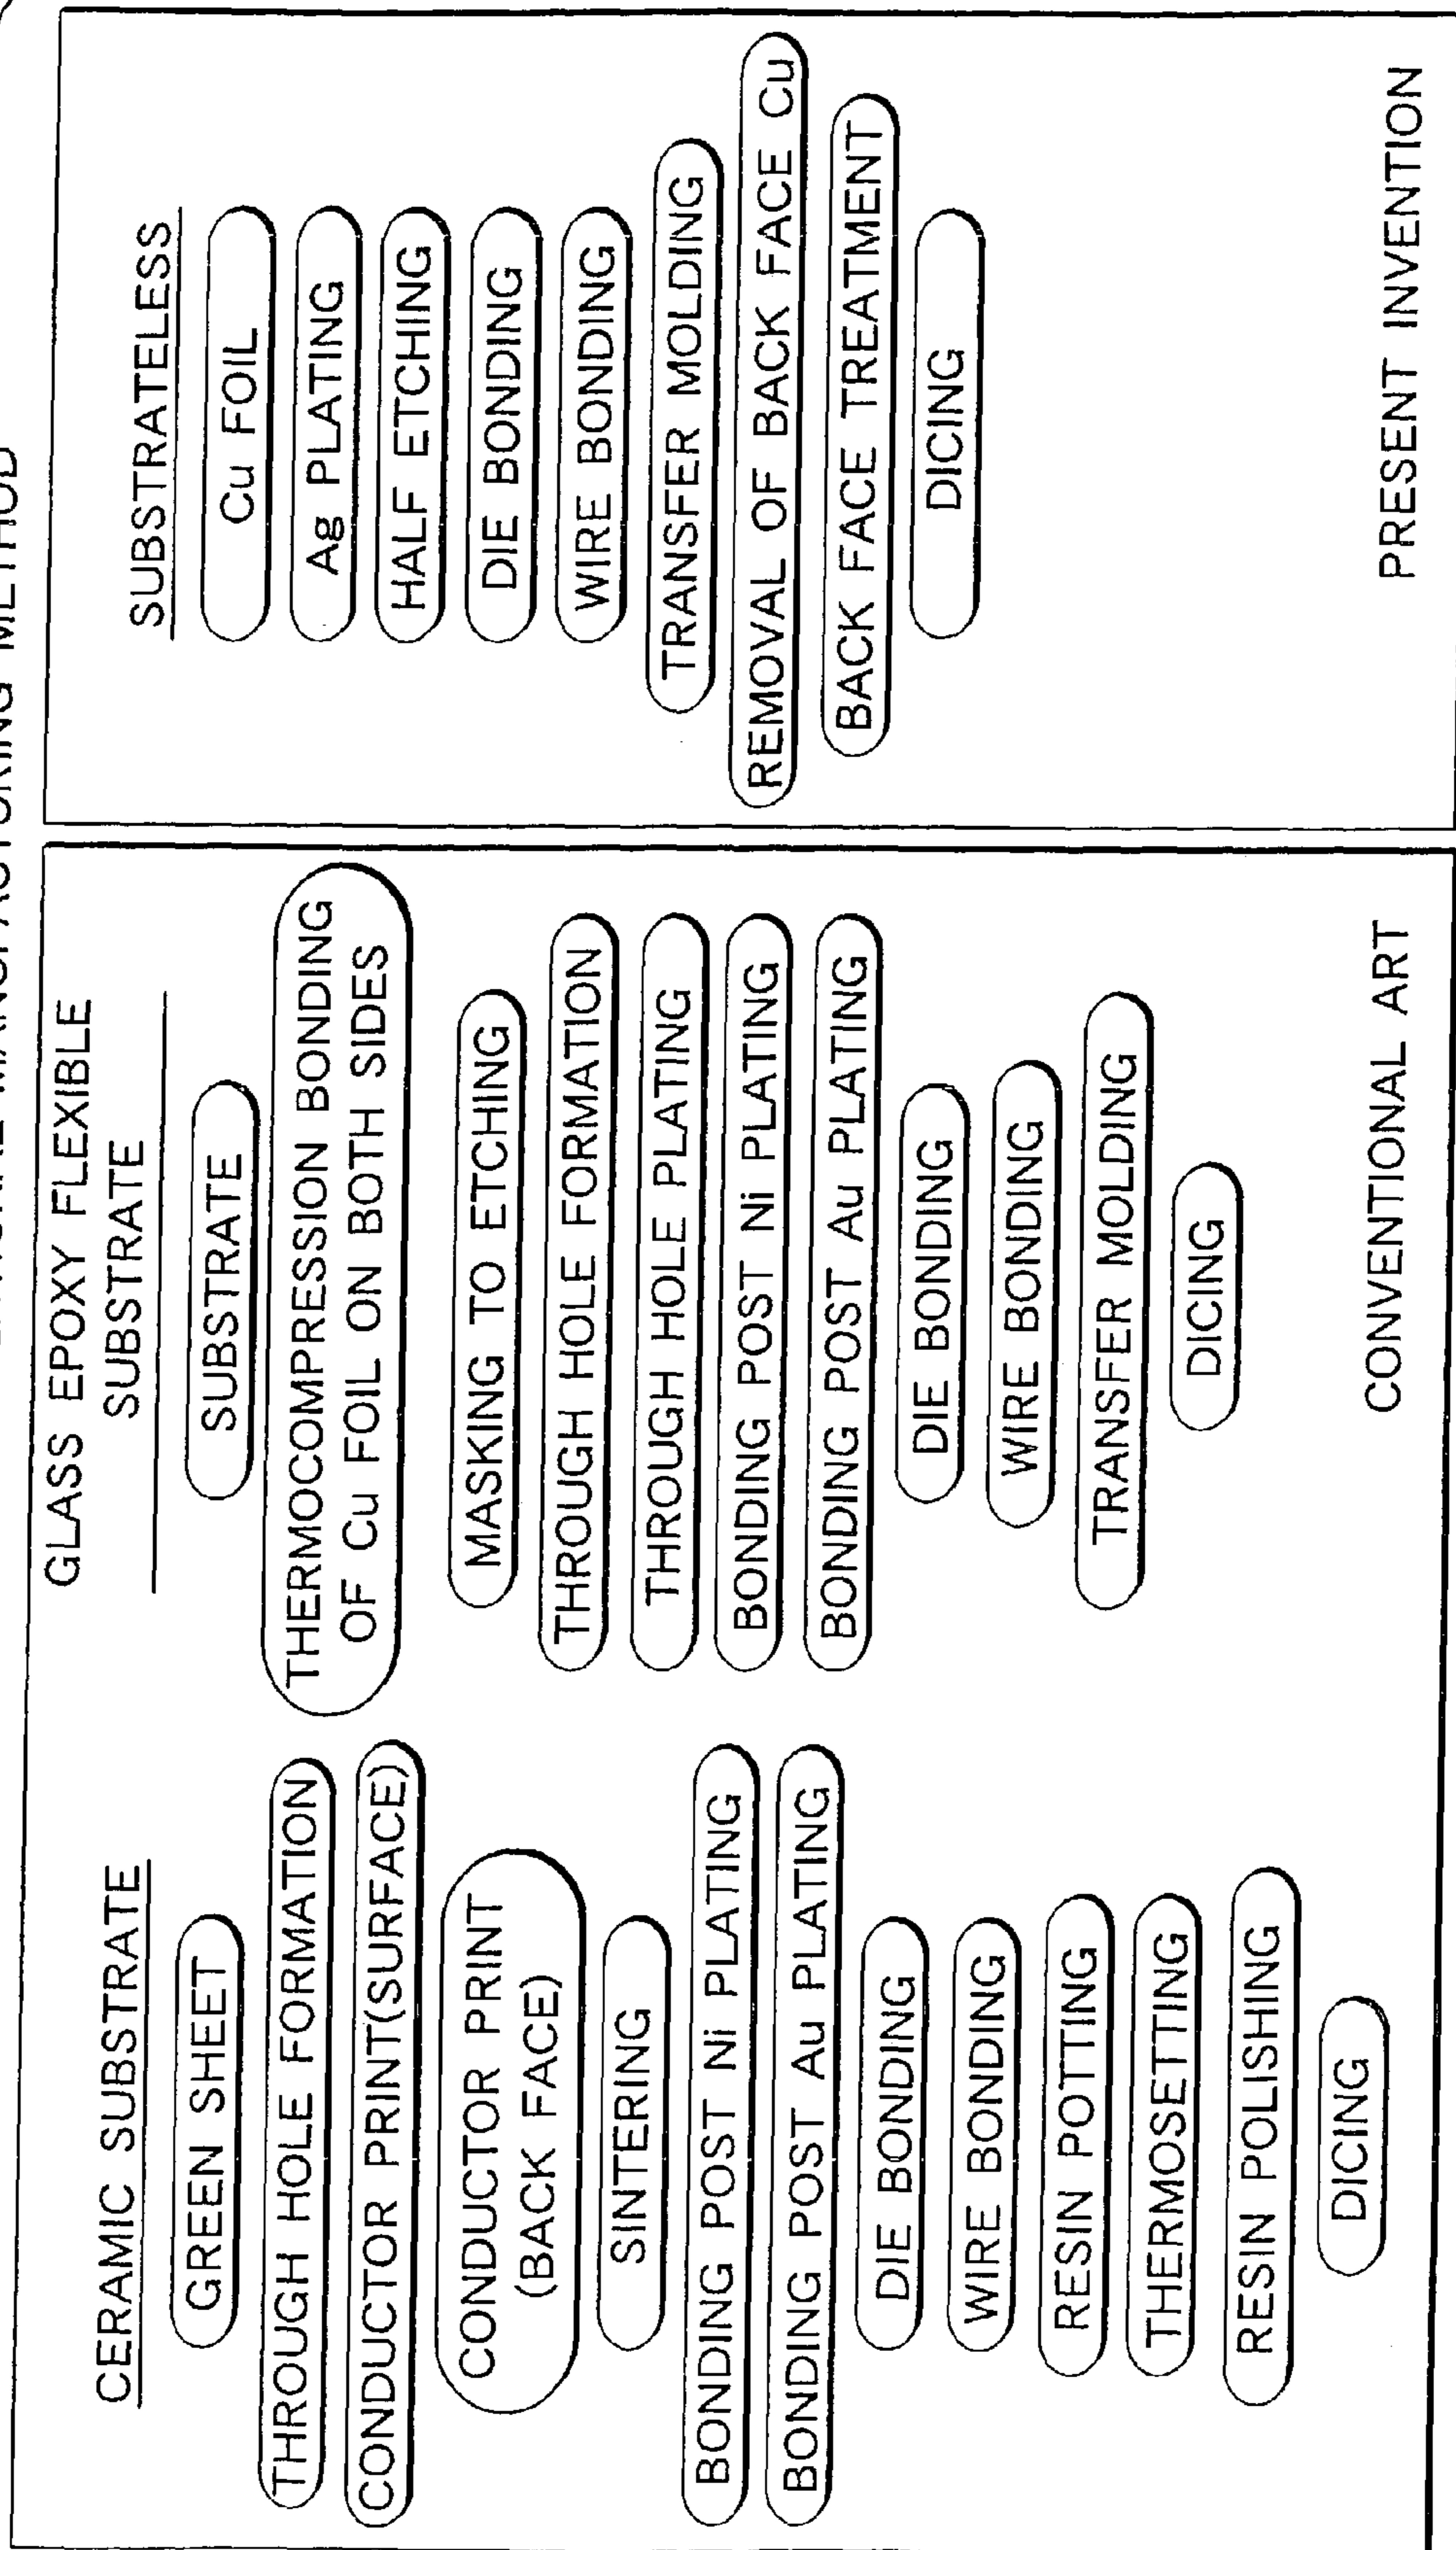 MANUFACTURING METHOD
CERAMIC SUBSTRATE
GREEN SHEET
THROUGH HOLE FORMATION
CONDUCTOR PRINT(SURFACE)
CONDUCTOR PRINT
(BACK FACE)
SINTERING
BONDING POST Ni PLATING
BONDING POST Au PLATING
DIE BONDING
WIRE BONDING
RESIN POTTING
THERMOSETTING
RESIN POLISHING
DICING
GLASS EPOXY FLEXIBLE
SUBSTRATE
SUBSTRATE
THERMOCOMPRESSION BONDING
OF Cu FOIL ON BOTH SIDES
MASKING TO ETCHING
THROUGH HOLE FORMATION
THROUGH HOLE PLATING
BONDING POST Ni PLATING
BONDING POST Au PLATING
DIE BONDING
WIRE BONDING
TRANSFER MOLDING
DICING
CONVENTIONAL ART
SUBSTRATELESS
Cu FOIL
Ag PLATING
HALF ETCHING
DIE BONDING
WIRE BONDING
TRANSFER MOLDING
REMOVAL OF BACK FACE Cu
BACK FACE TREATMENT
DICING
PRESENT INVENTION